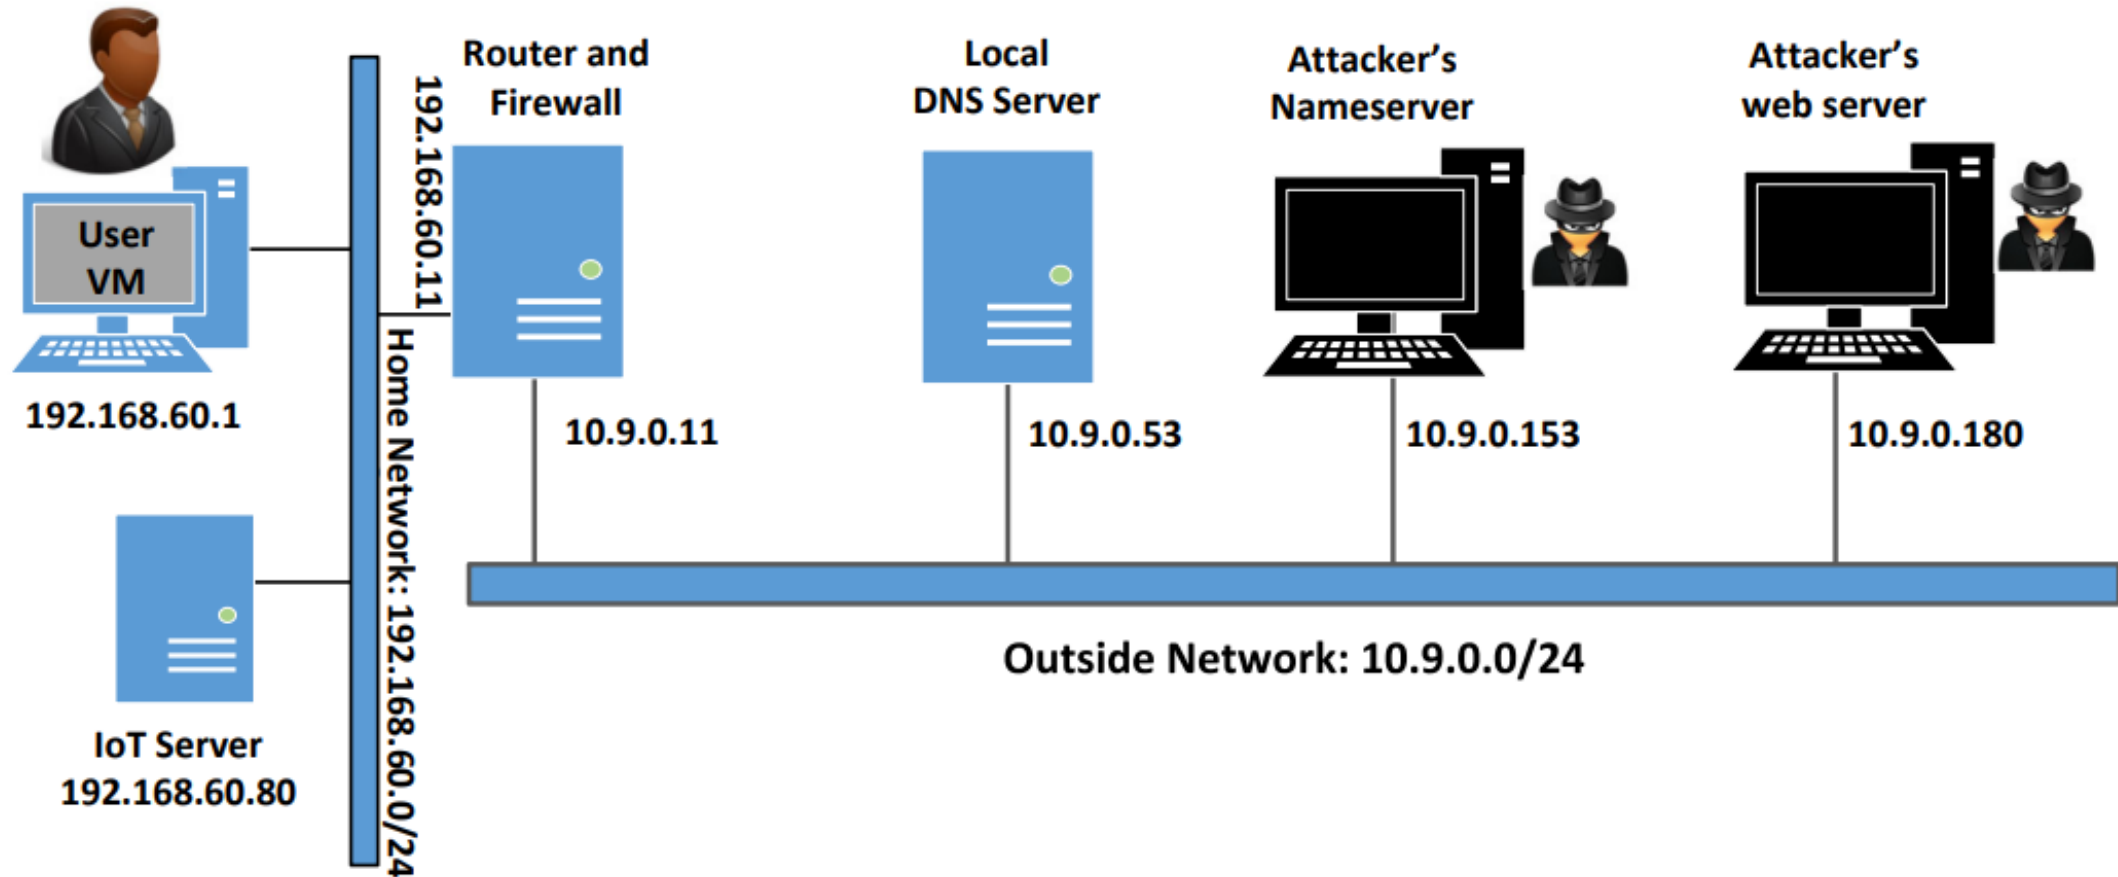 User
VM
192.168.60.1
IoT Server
192.168.60.80
192.168.60.11
Home Network: 192.168.60.0/24
Router and
Firewall
10.9.0.11
Local
DNS Server
10.9.0.53
Attacker's
Nameserver
10.9.0.153
Attacker's
web server
10.9.0.180
Outside Network: 10.9.0.0/24